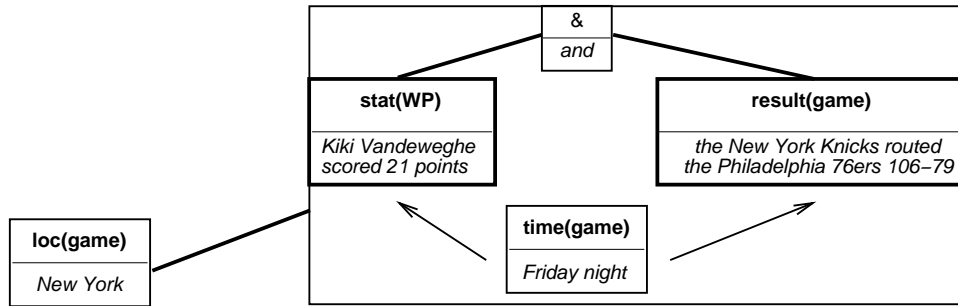 &
and
stat(WP)
Kiki Vandeweghe
scored 21 points
result(game)
the New York Knicks routed
the Philadelphia 76ers 106−79
loc(game)
New York
time(game)
Friday night